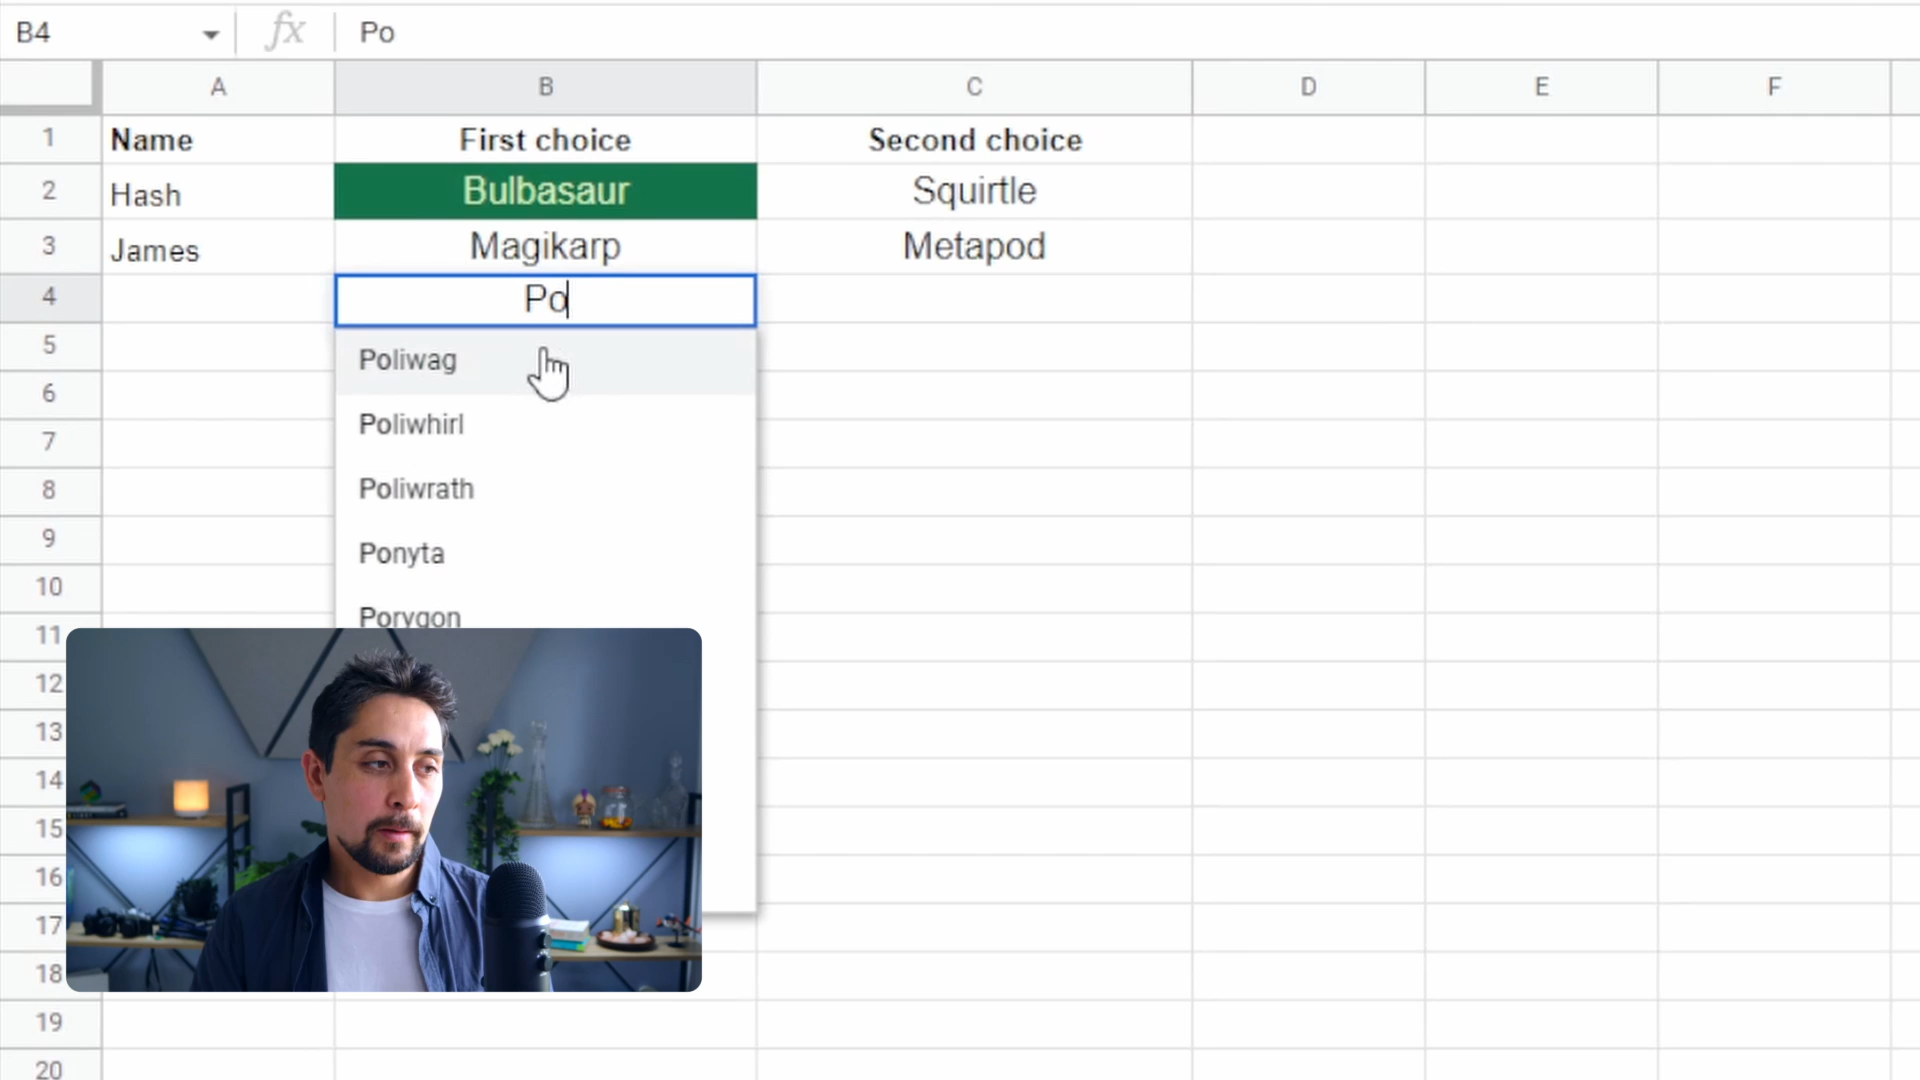 B4 fx Po
A B C D E F
1 Name First choice Second choice
2 Hash Bulbasaur Squirtle
3 James Magikarp Metapod
4 Po
5 Poliwag
6 Poliwhirl
7
8 Poliwrath
9 Ponyta
10 Porygon
11
12
13
14
15
16
17
18
19
20